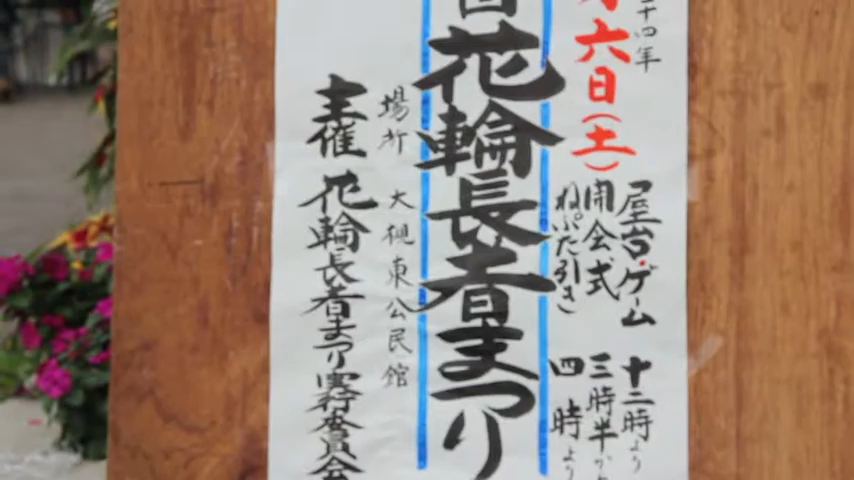 十四年
月六日(土)
屋台・ゲーム 十二時より
開会式 三時半から
ねぷた引き 四時より
回花輪長者まつり
場所 大槻東公民館
主催 花輪長者まつり実行委員会